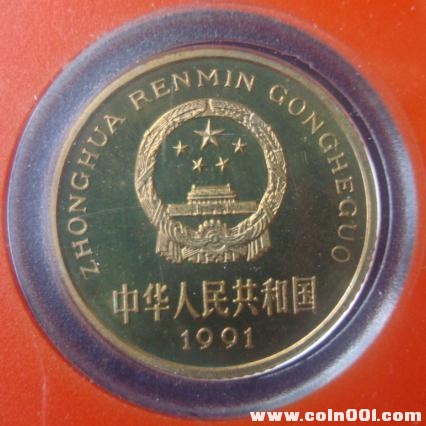 ZHONGHUA RENMIN GONGHEGUO
中华人民共和国
1991
www.coin001.com